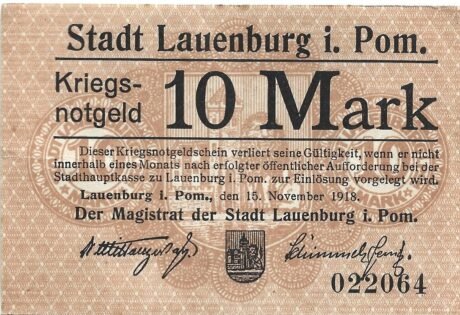 Stadt Lauenburg i. Pom.
Kriegs-
notgeld
10 Mark
Dieser Kriegsnotgeldschein verliert seine Gültigkeit, wenn er nicht
innerhalb eines Monats nach erfolgter öffentlicher Aufforderung bei der
Stadthauptkasse zu Lauenburg i. Pom. zur Einlösung vorgelegt wird.
Lauenburg i. Pom., den 15. November 1918.
Der Magistrat der Stadt Lauenburg i. Pom.
022064